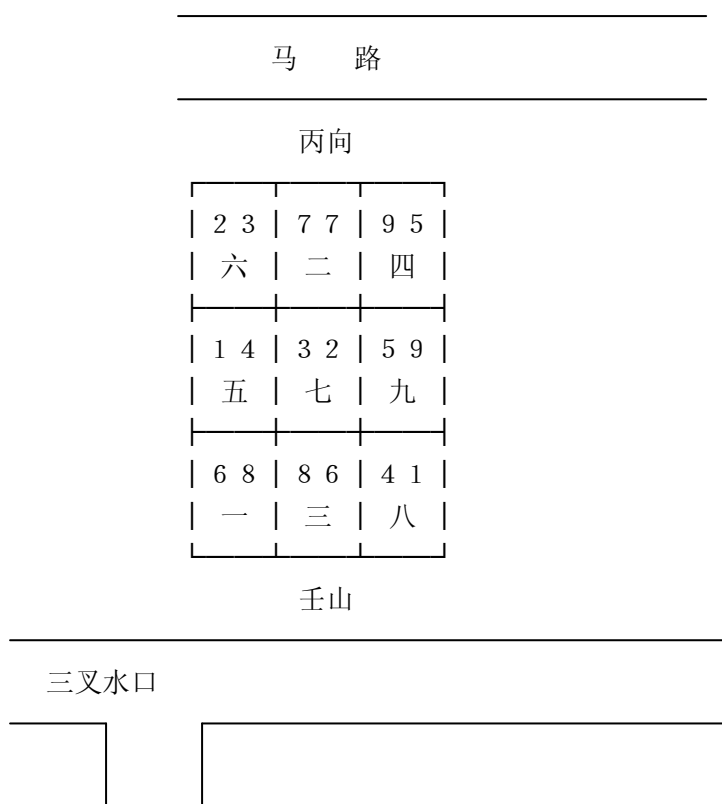 马 路
丙向
2 3 7 7 9 5
六 二 四
1 4 3 2 5 9
五 七 九
6 8 8 6 4 1
一 三 八
壬山
三叉水口